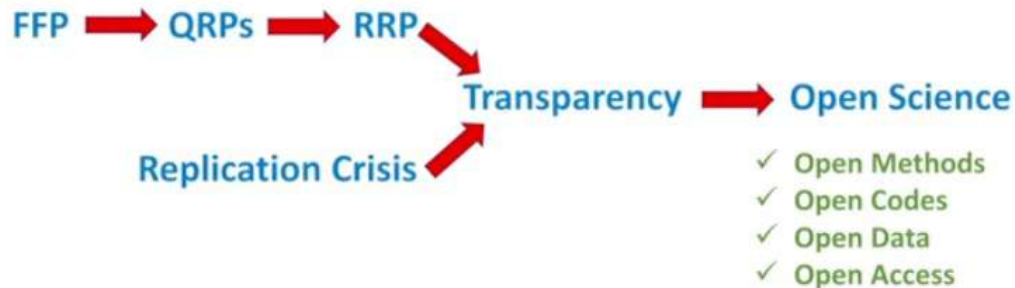 FFP QRPs RRP
Transparency Open Science
Replication Crisis
✓ Open Methods
✓ Open Codes
✓ Open Data
✓ Open Access